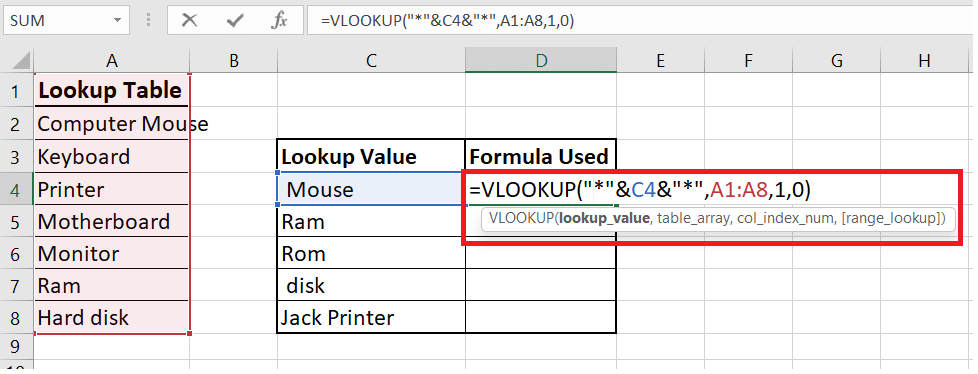 SUM fx =VLOOKUP("*"&C4&"*",A1:A8,1,0)
A B C D E F G H
1 Lookup Table
2 Computer Mouse
3 Keyboard Lookup Value Formula Used
4 Printer Mouse =VLOOKUP("*"&C4&"*",A1:A8,1,0)
5 Motherboard Ram VLOOKUP(lookup_value, table_array, col_index_num, [range_lookup])
6 Monitor Rom
7 Ram disk
8 Hard disk Jack Printer
9